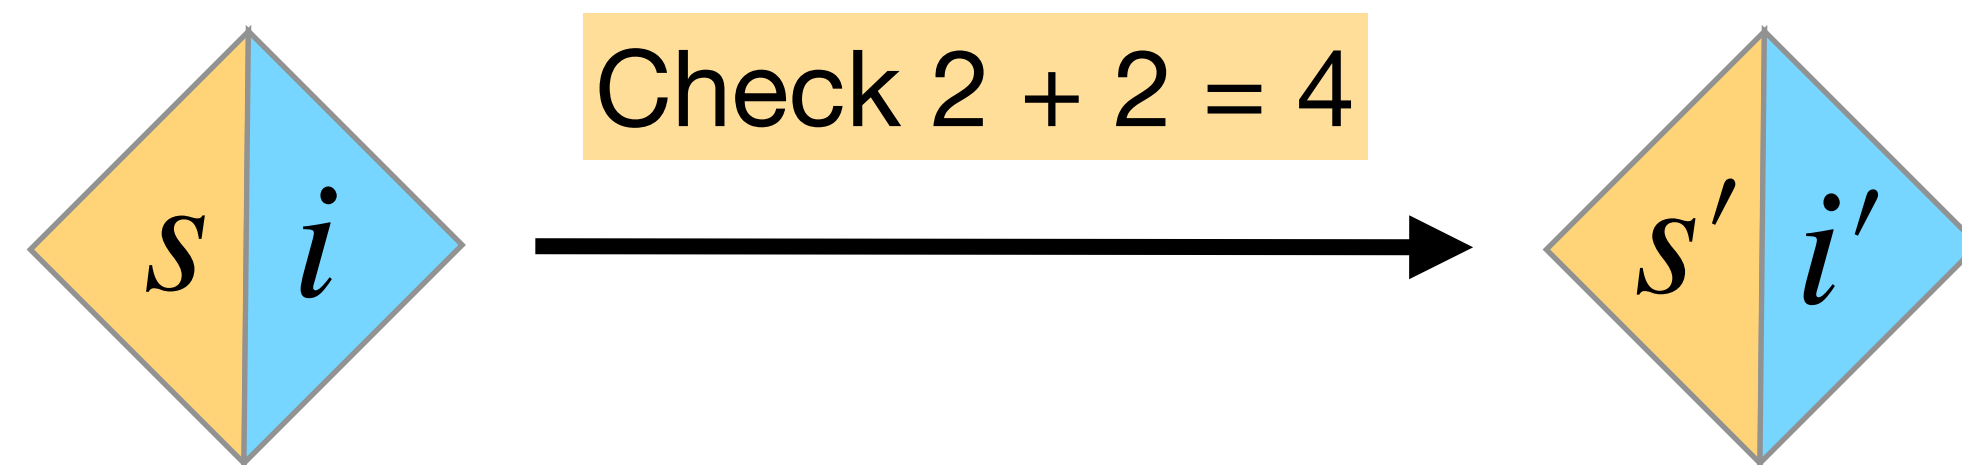 Check 2 + 2 = 4
s i
s′ i′